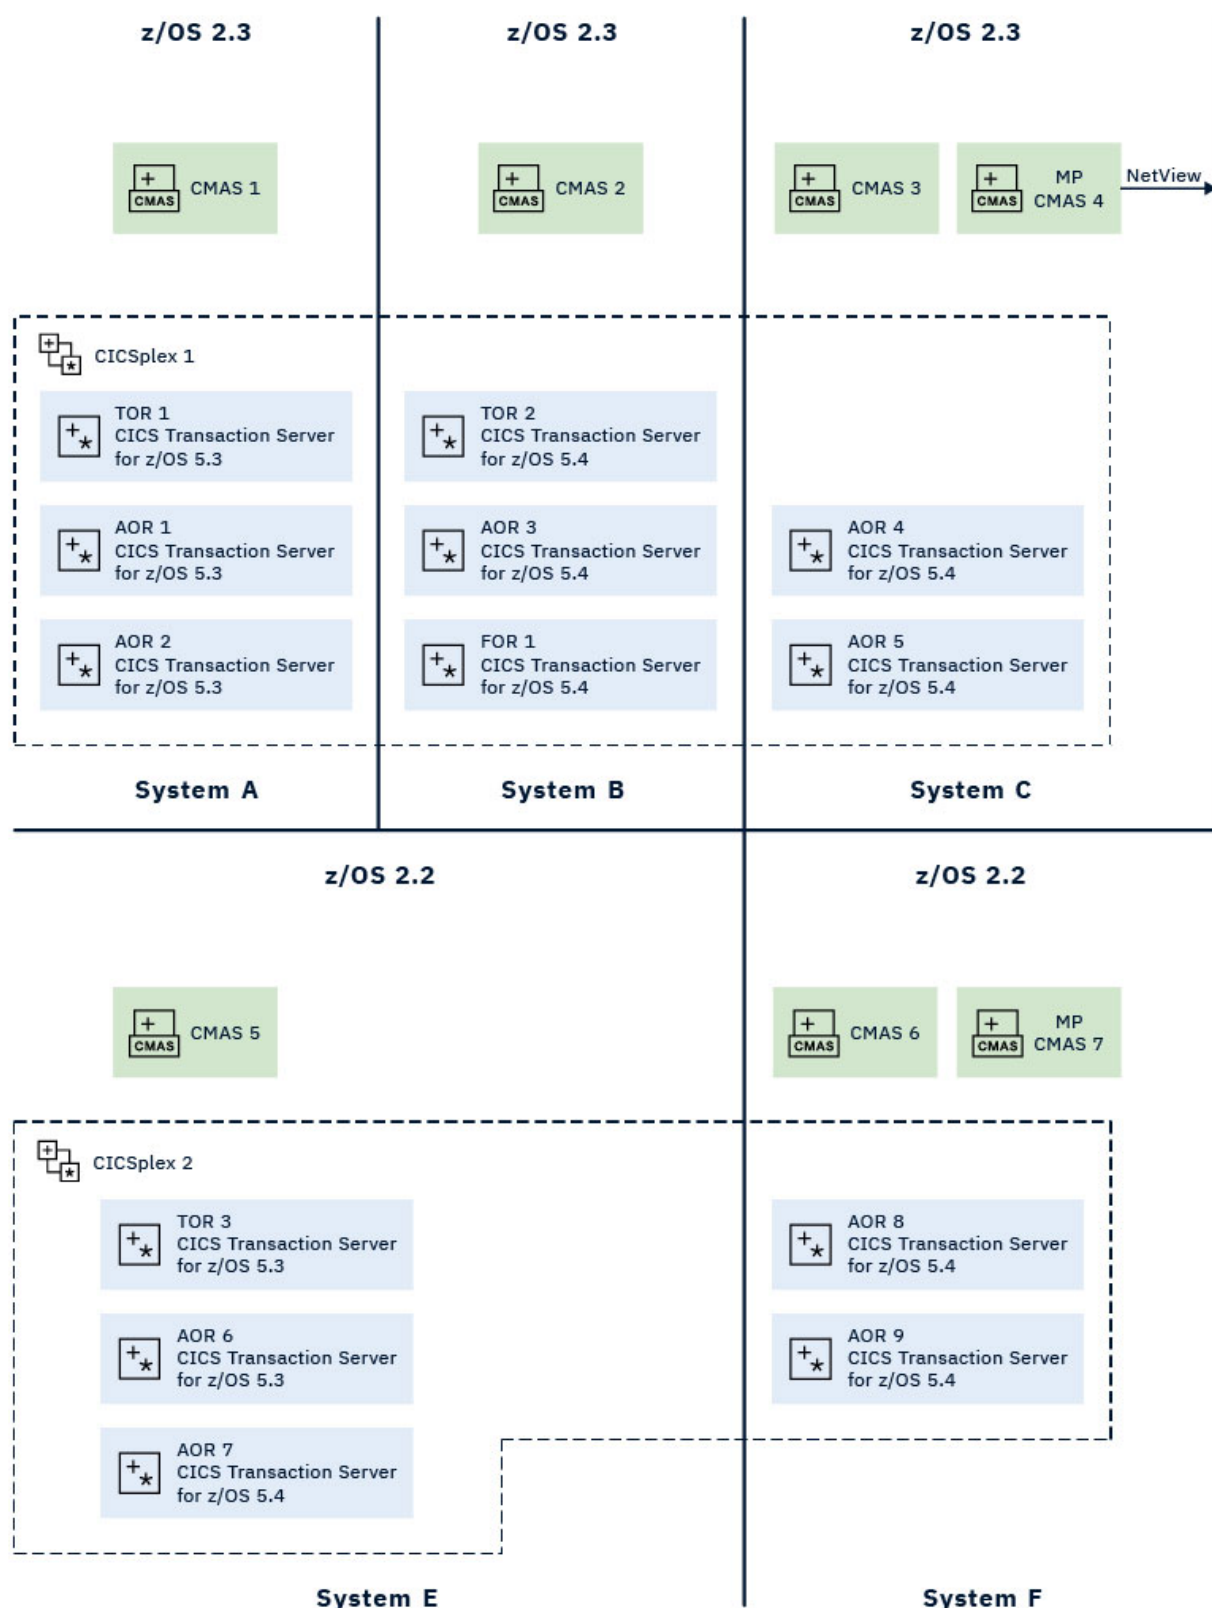 z/OS 2.3
z/OS 2.3
z/OS 2.3
+
CMAS
CMAS 1
+
CMAS
CMAS 2
+
CMAS
CMAS 3
+
CMAS
MP
CMAS 4
NetView
+
*
CICSplex 1
+
*
TOR 1
CICS Transaction Server
for z/OS 5.3
+
*
TOR 2
CICS Transaction Server
for z/OS 5.4
+
*
AOR 1
CICS Transaction Server
for z/OS 5.3
+
*
AOR 3
CICS Transaction Server
for z/OS 5.4
+
*
AOR 4
CICS Transaction Server
for z/OS 5.4
+
*
AOR 2
CICS Transaction Server
for z/OS 5.3
+
*
FOR 1
CICS Transaction Server
for z/OS 5.4
+
*
AOR 5
CICS Transaction Server
for z/OS 5.4
System A
System B
System C
z/OS 2.2
z/OS 2.2
+
CMAS
CMAS 5
+
CMAS
CMAS 6
+
CMAS
MP
CMAS 7
+
*
CICSplex 2
+
*
TOR 3
CICS Transaction Server
for z/OS 5.3
+
*
AOR 8
CICS Transaction Server
for z/OS 5.4
+
*
AOR 6
CICS Transaction Server
for z/OS 5.3
+
*
AOR 9
CICS Transaction Server
for z/OS 5.4
+
*
AOR 7
CICS Transaction Server
for z/OS 5.4
System E
System F